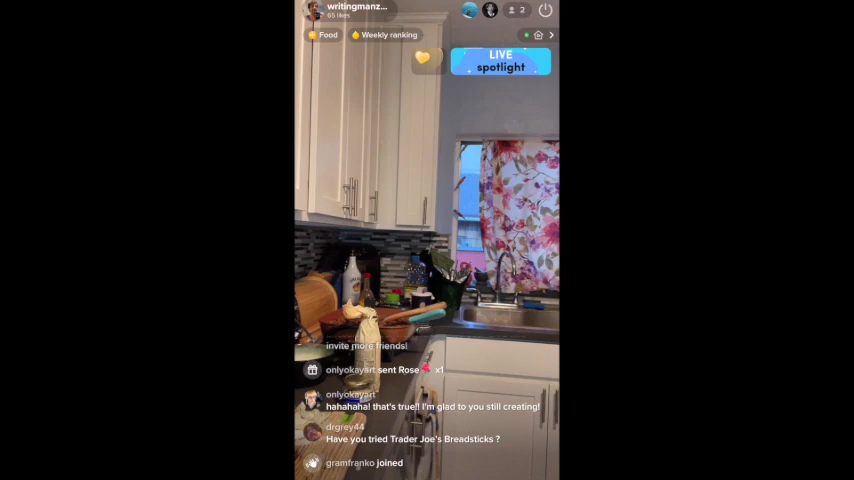 writingmanz...
65 likes
2
Food
Weekly ranking
LIVE
spotlight
invite more friends!
onlyokayart sent Rose x1
onlyokayart
hahahaha! that's true!! I'm glad to you still creating!
drgrey44
Have you tried Trader Joe's Breadsticks ?
gramfranko joined